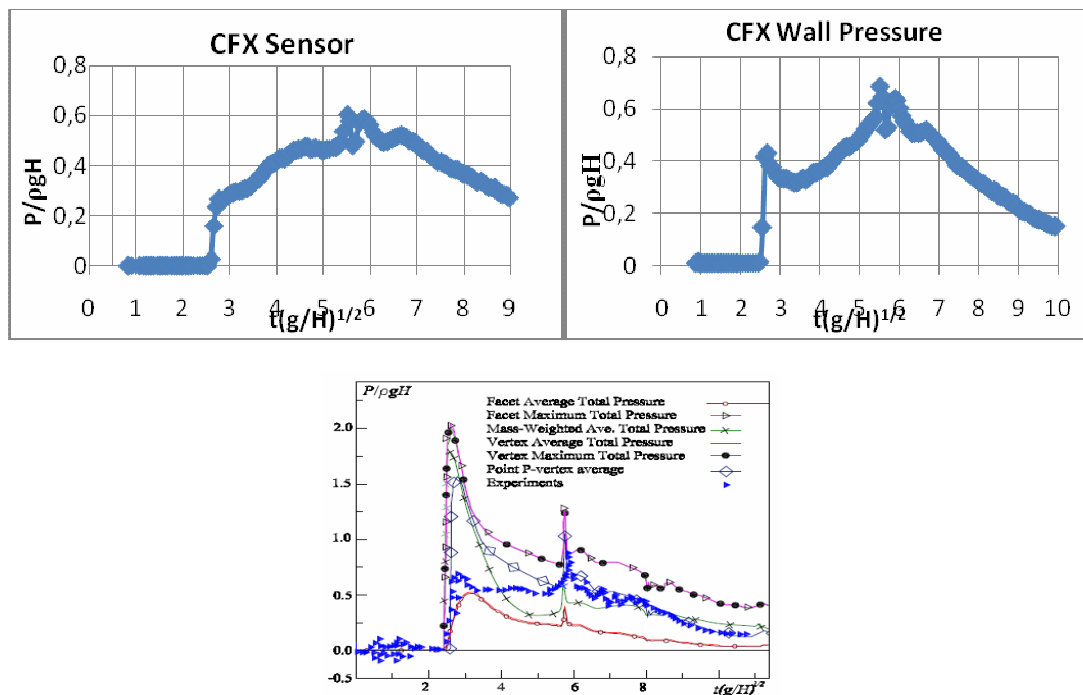 CFX Sensor
0,8
0,6
0,4
0,2
0
P/ρgH
0 1 2 3 4 5 6 7 8 9
t(g/H)^1/2
CFX Wall Pressure
0,8
0,6
0,4
0,2
0
P/ρgH
0 1 2 3 4 5 6 7 8 9 10
t(g/H)^1/2
P/ρgH
Facet Average Total Pressure
Facet Maximum Total Pressure
Mass-Weighted Ave. Total Pressure
Vertex Average Total Pressure
Vertex Maximum Total Pressure
Point P-vertex average
Experiments
2.0
1.5
1.0
0.5
0.0
-0.5
2 4 6 8
t(g/H)^1/2